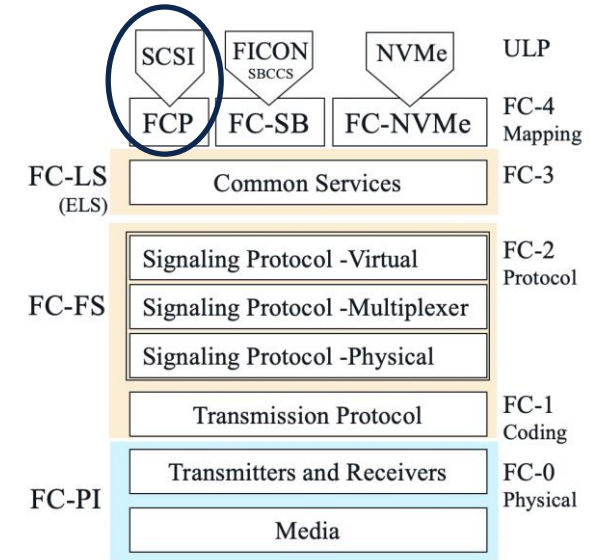 SCSI
FICON
SBCCS
NVMe
ULP
FCP
FC-SB
FC-NVMe
FC-4
Mapping
FC-LS
(ELS)
Common Services
FC-3
FC-FS
Signaling Protocol -Virtual
Signaling Protocol -Multiplexer
Signaling Protocol -Physical
FC-2
Protocol
Transmission Protocol
FC-1
Coding
FC-PI
Transmitters and Receivers
FC-0
Physical
Media